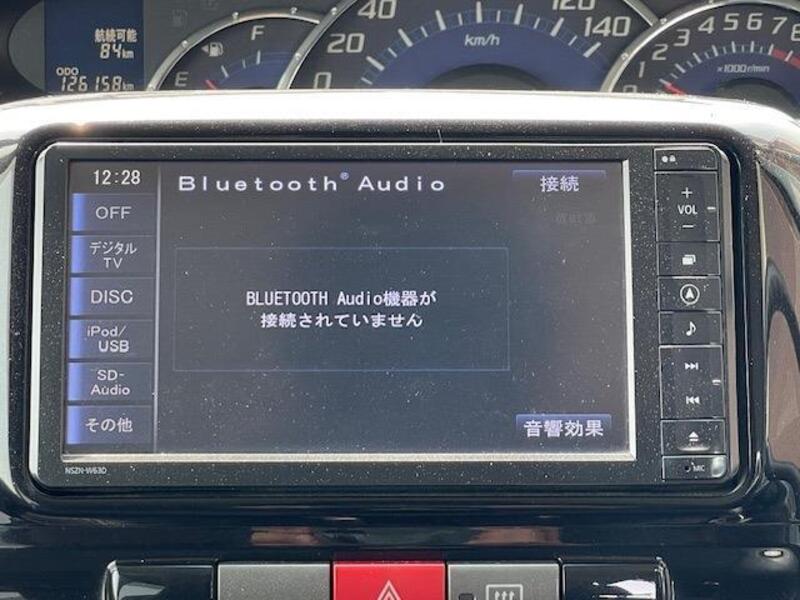 航続可能
84km
ODO
126158km
E
F
0
20
40
120
140
km/h
1 2 3 4 5 6 7 8
×1000r/min
12:28
Bluetooth® Audio
接続
OFF
デジタル
TV
DISC
iPod/
USB
SD-
Audio
その他
BLUETOOTH Audio機器が
接続されていません
音響効果
+
VOL
−
MIC
NSZN-W63D